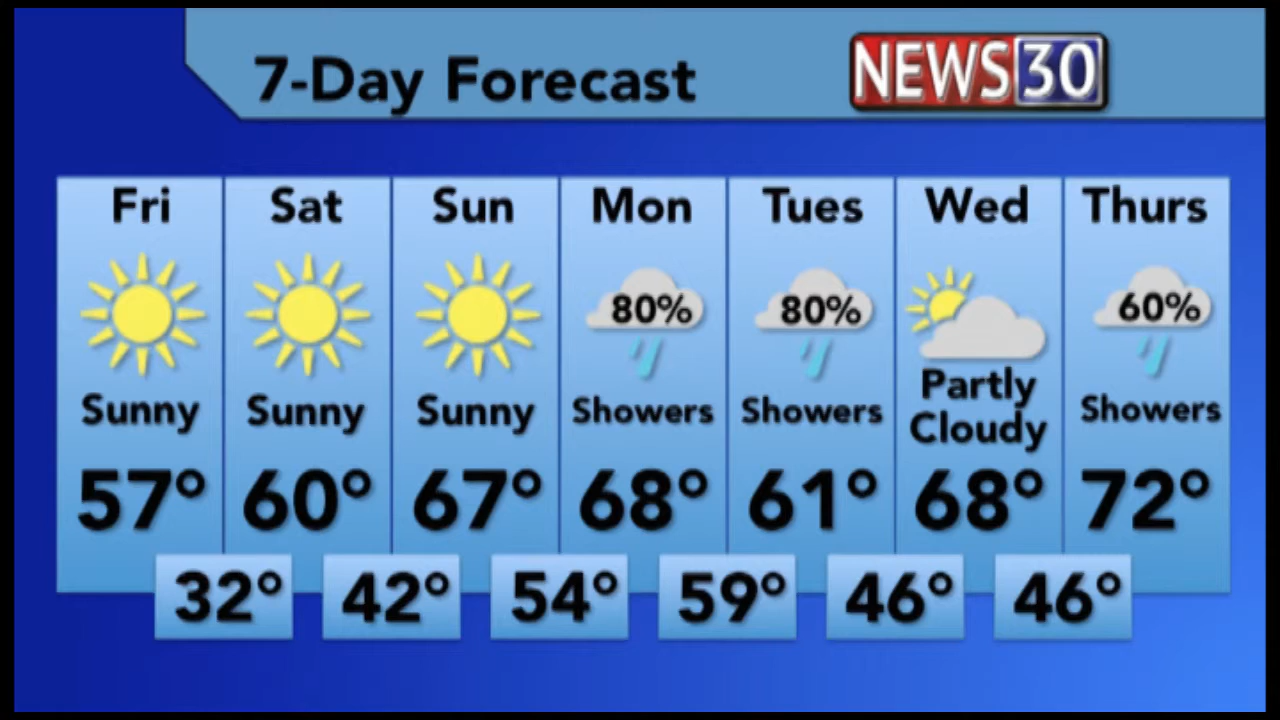 7-Day Forecast
NEWS30
Fri Sat Sun Mon Tues Wed Thurs
80% 80% 60%
Sunny Sunny Sunny Showers Showers Partly Cloudy Showers
57° 60° 67° 68° 61° 68° 72°
32° 42° 54° 59° 46° 46°